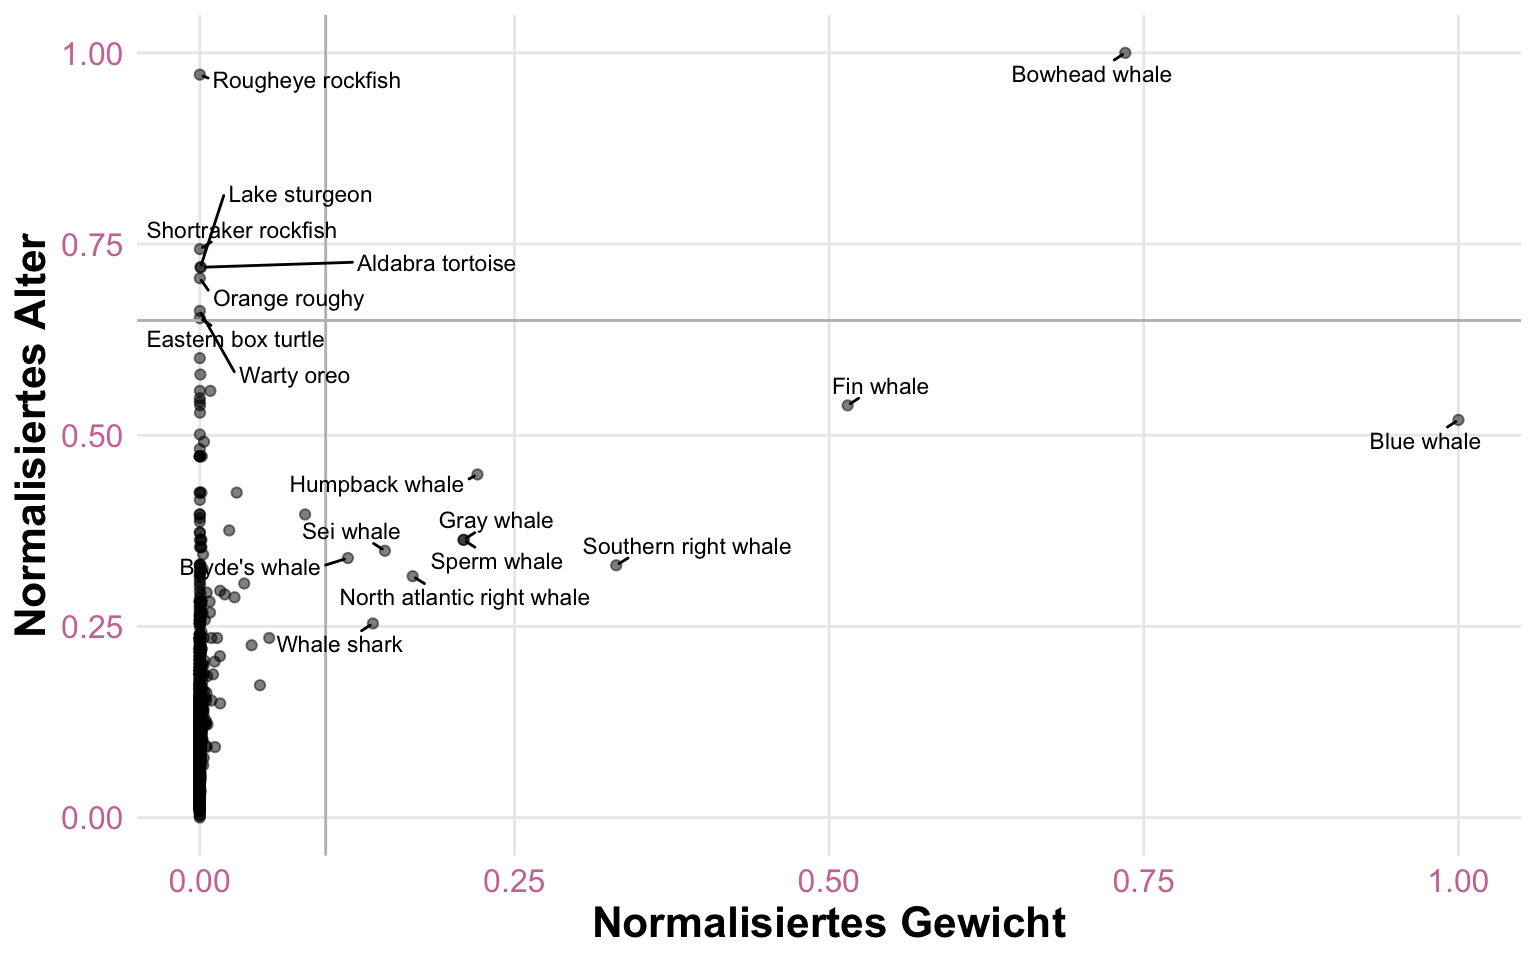 1.00
Bowhead whale
Rougheye rockfish
Lake sturgeon
Shortraker rockfish
0.75
Aldabra tortoise
Orange roughy
Eastern box turtle
Warty oreo
Fin whale
0.50
Blue whale
Humpback whale
Gray whale
Sei whale
Southern right whale
Sperm whale
Bryde's whale
North atlantic right whale
0.25
Whale shark
0.00
Normalisiertes Alter
0.00 0.25 0.50 0.75 1.00
Normalisiertes Gewicht